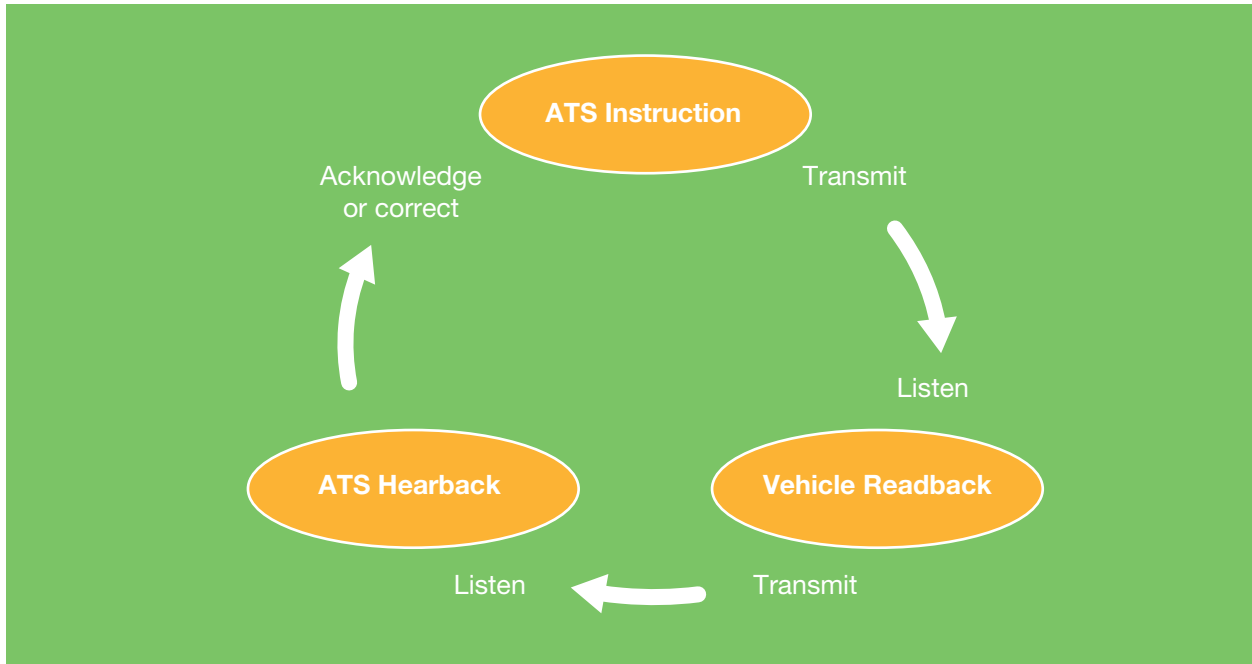 ATS Instruction
Acknowledge
or correct
Transmit
Listen
ATS Hearback
Vehicle Readback
Listen
Transmit